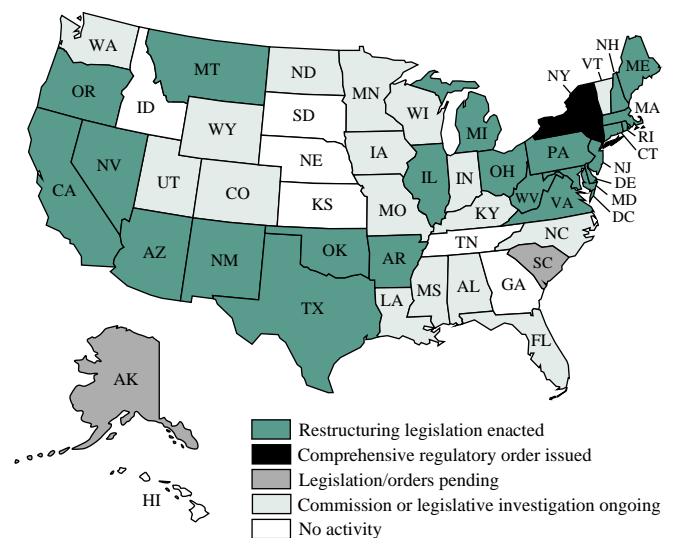 WA
MT
ND
MN
VT
NH
ME
OR
ID
SD
WI
NY
MA
WY
MI
RI
CT
NV
NE
IA
PA
NJ
CA
UT
CO
IL
IN
OH
WV
VA
DE
MD
DC
KS
MO
KY
AZ
NM
OK
AR
TN
NC
SC
TX
LA
MS
AL
GA
FL
AK
HI
Restructuring legislation enacted
Comprehensive regulatory order issued
Legislation/orders pending
Commission or legislative investigation ongoing
No activity